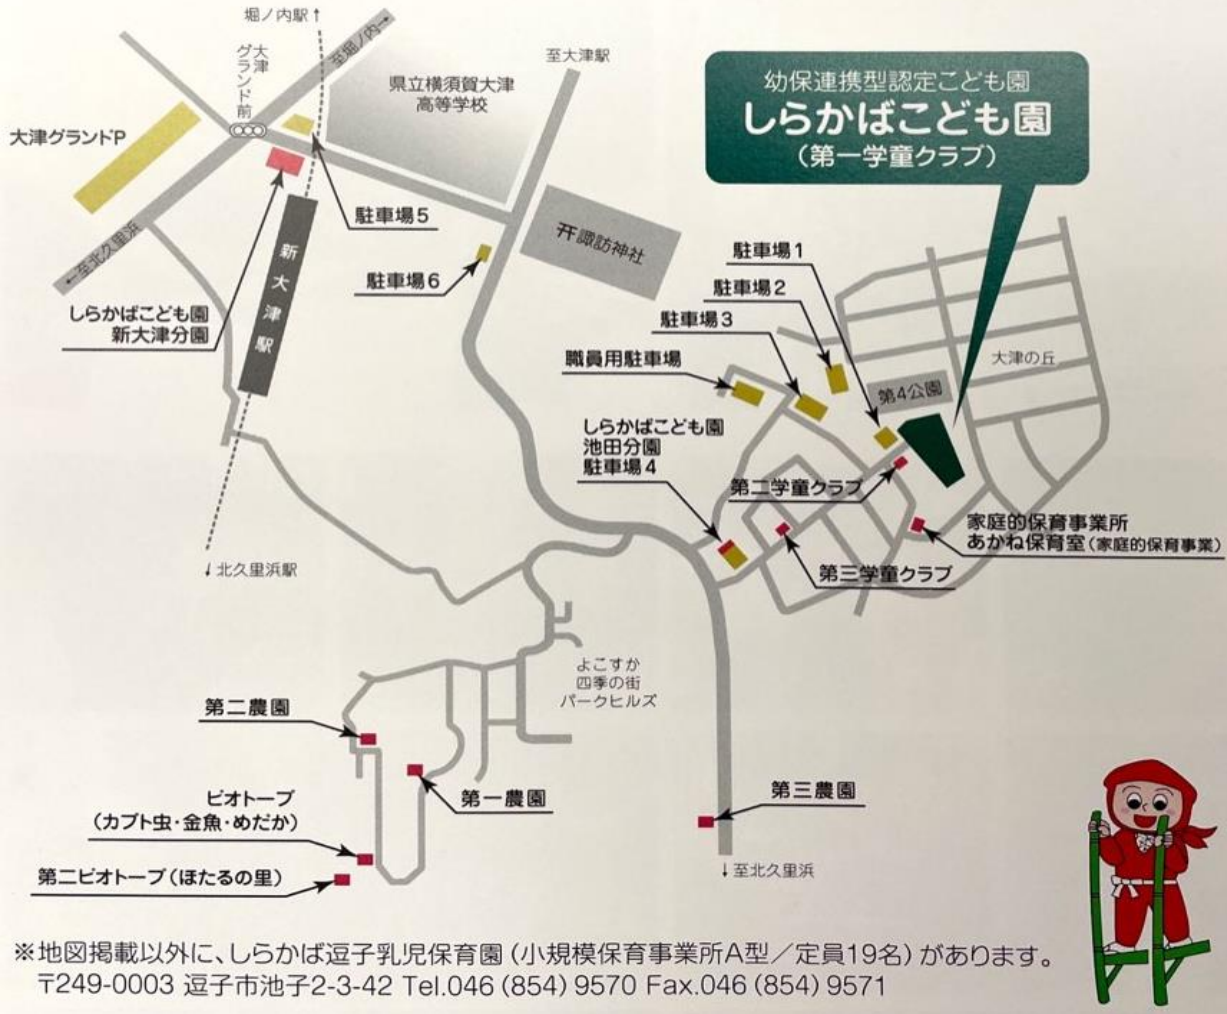 堀ノ内駅↑
至堀ノ内→
大津
グランド前
県立横須賀大津
高等学校
至大津駅
幼保連携型認定こども園
しらかばこども園
(第一学童クラブ)
大津グランドP
←至北久里浜
新大津駅
駐車場5
駐車場6
諏訪神社
しらかばこども園
新大津分園
駐車場1
駐車場2
駐車場3
職員用駐車場
大津の丘
第4公園
しらかばこども園
池田分園
駐車場4
第二学童クラブ
家庭的保育事業所
あかね保育室(家庭的保育事業)
第三学童クラブ
↓北久里浜駅
よこすか
四季の街
パークヒルズ
第二農園
第一農園
第三農園
ビオトープ
(カブト虫・金魚・めだか)
第二ビオトープ(ほたるの里)
↓至北久里浜
※地図掲載以外に、しらかば逗子乳児保育園(小規模保育事業所A型/定員19名)があります。
〒249-0003 逗子市池子2-3-42 Tel.046(854)9570 Fax.046(854)9571